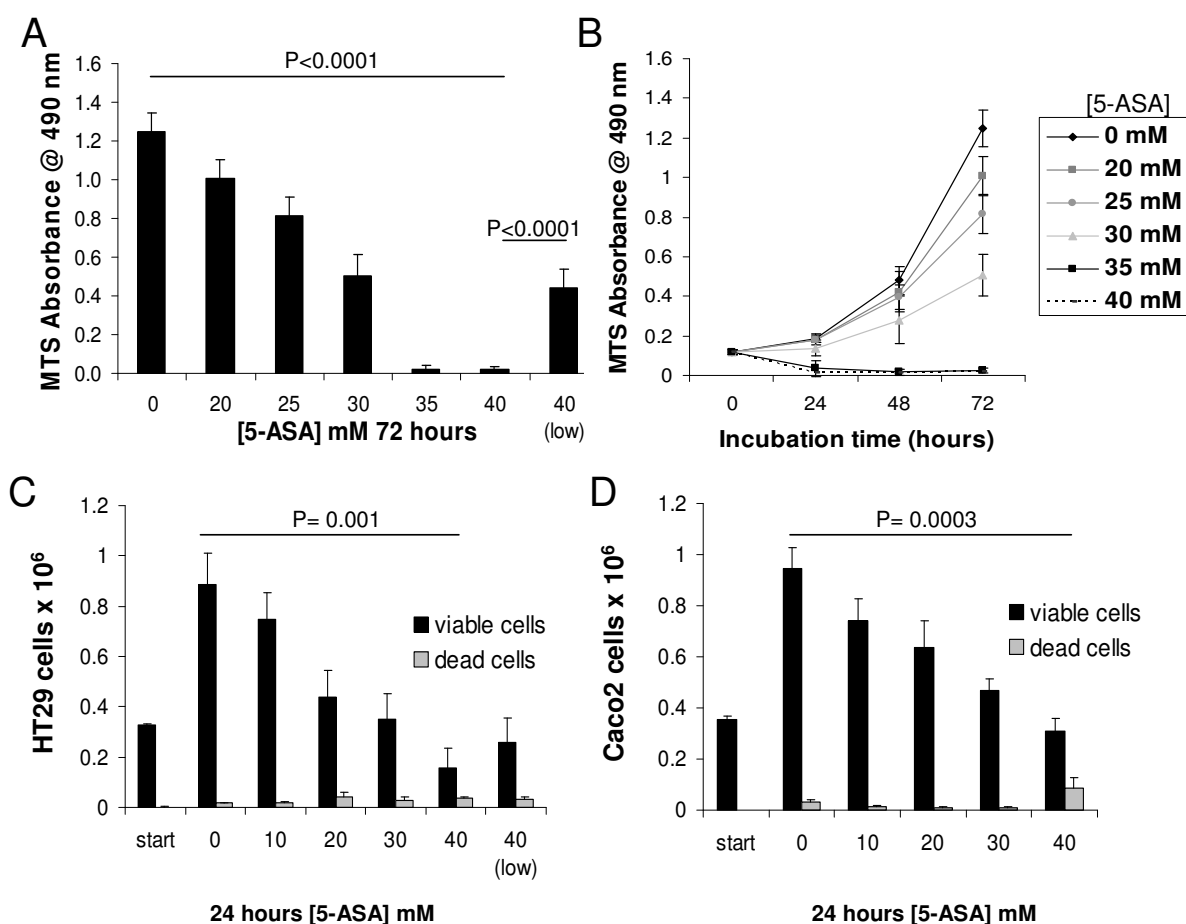 A
MTS Absorbance @ 490 nm
1.6
1.4
1.2
1.0
0.8
0.6
0.4
0.2
0.0
P<0.0001
P<0.0001
0 20 25 30 35 40 40
(low)
[5-ASA] mM 72 hours
B
MTS Absorbance @ 490 nm
1.6
1.4
1.2
1
0.8
0.6
0.4
0.2
0
0 24 48 72
Incubation time (hours)
[5-ASA]
0 mM
20 mM
25 mM
30 mM
35 mM
40 mM
C
HT29 cells x 10⁶
1.2
1
0.8
0.6
0.4
0.2
0
P= 0.001
viable cells
dead cells
start 0 10 20 30 40 40
(low)
24 hours [5-ASA] mM
D
Caco2 cells x 10⁶
1.2
1
0.8
0.6
0.4
0.2
0
P= 0.0003
viable cells
dead cells
start 0 10 20 30 40
24 hours [5-ASA] mM